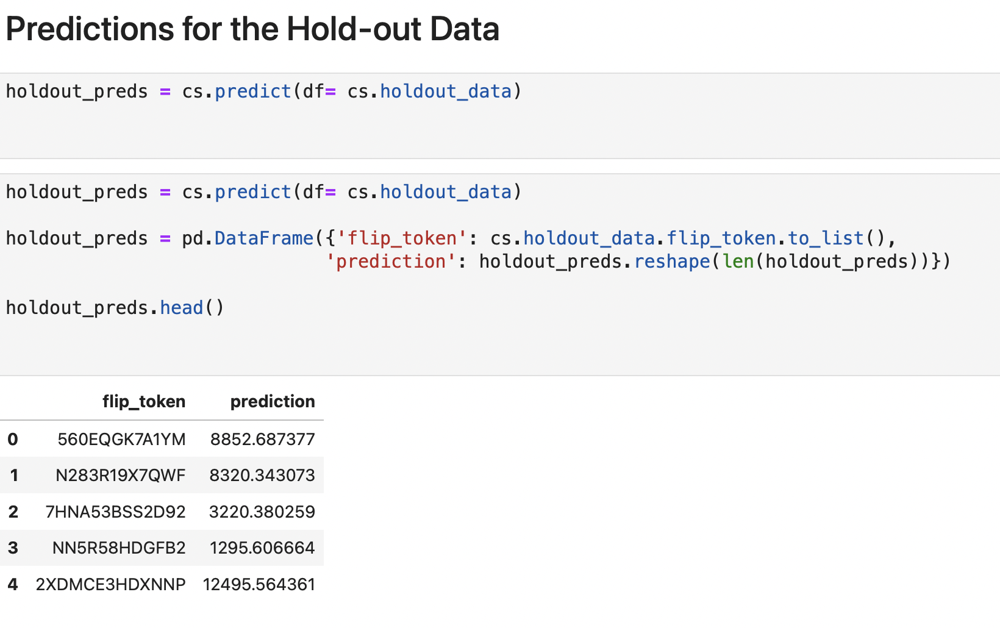 Predictions for the Hold-out Data
holdout_preds = cs.predict(df= cs.holdout_data)
holdout_preds = cs.predict(df= cs.holdout_data)
holdout_preds = pd.DataFrame({'flip_token': cs.holdout_data.flip_token.to_list(),
'prediction': holdout_preds.reshape(len(holdout_preds))})
holdout_preds.head()
flip_token prediction
0 560EQGK7A1YM 8852.687377
1 N283R19X7QWF 8320.343073
2 7HNA53BSS2D92 3220.380259
3 NN5R58HDGFB2 1295.606664
4 2XDMCE3HDXNNP 12495.564361